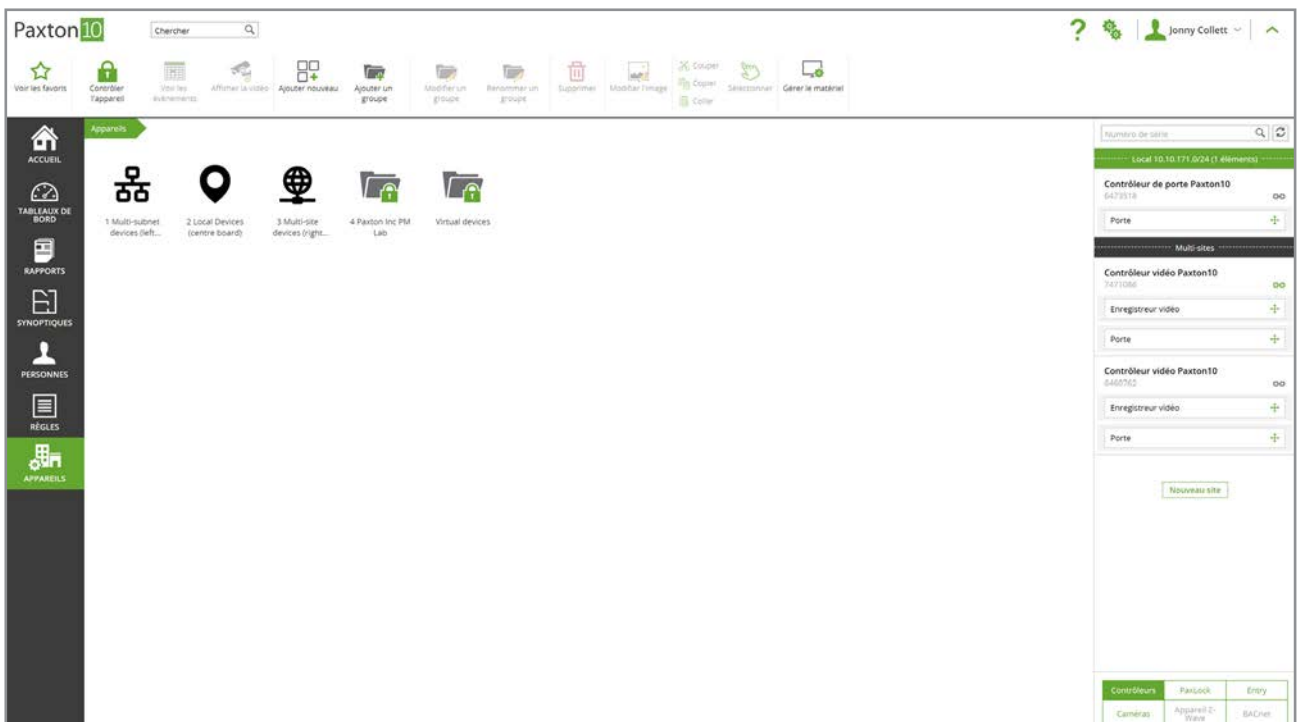 Paxton10
Chercher
Jonny Collett
Voir les favoris
Contrôler
l'appareil
Voir les
évènements
Afficher la vidéo
Ajouter nouveau
Ajouter un
groupe
Modifier un
groupe
Renommer un
groupe
Supprimer
Modifier l'image
Couper
Copier
Coller
Sélectionner
Gérer le matériel
ACCUEIL
TABLEAUX DE
BORD
RAPPORTS
SYNOPTIQUES
PERSONNES
RÈGLES
APPAREILS
Appareils
1 Multi-subnet
devices (left...
2 Local Devices
(centre board)
3 Multi-site
devices (right...
4 Paxton Inc PM
Lab
Virtual devices
Numéro de série
Local 10.10.171.0/24 (1 éléments)
Contrôleur de porte Paxton10
6473518
Porte
Multi-sites
Contrôleur vidéo Paxton10
7471066
Enregistreur vidéo
Porte
Contrôleur vidéo Paxton10
Enregistreur vidéo
Porte
Nouveau site
Contrôleurs
PaxLock
Entry
Caméras
Appareil Z-
Wave
BACnet